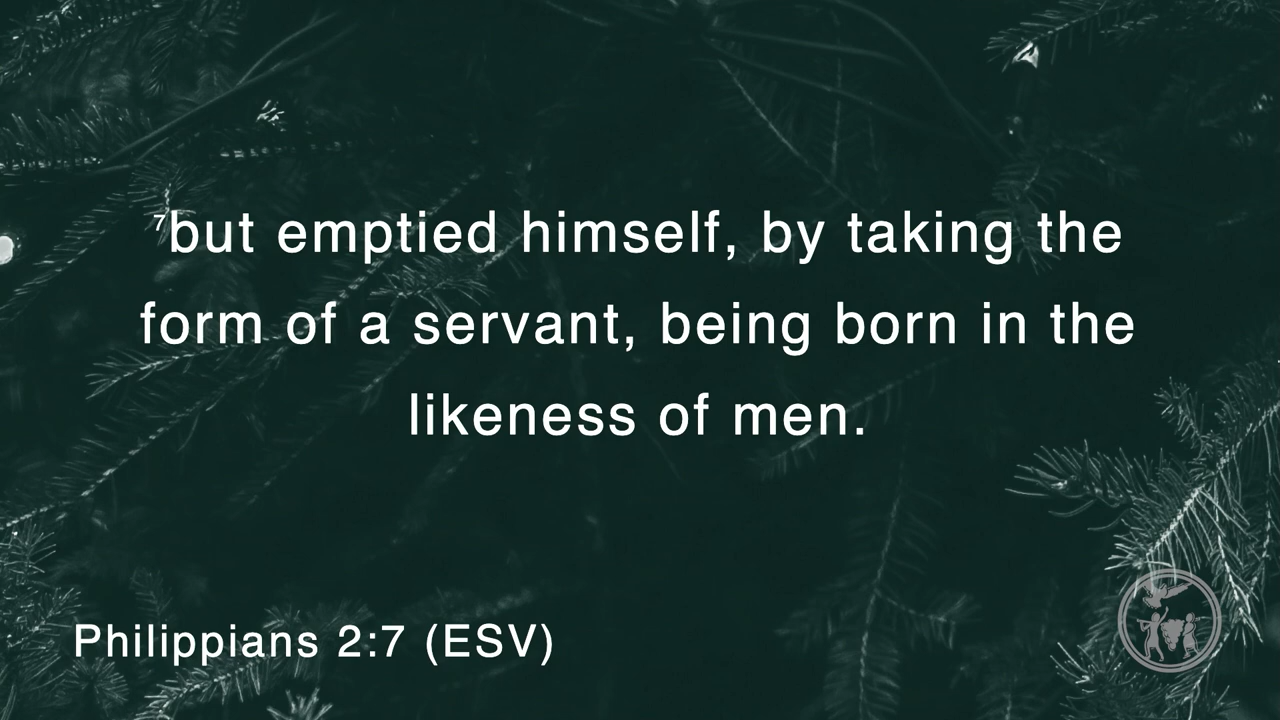 ⁷but emptied himself, by taking the
form of a servant, being born in the
likeness of men.
Philippians 2:7 (ESV)